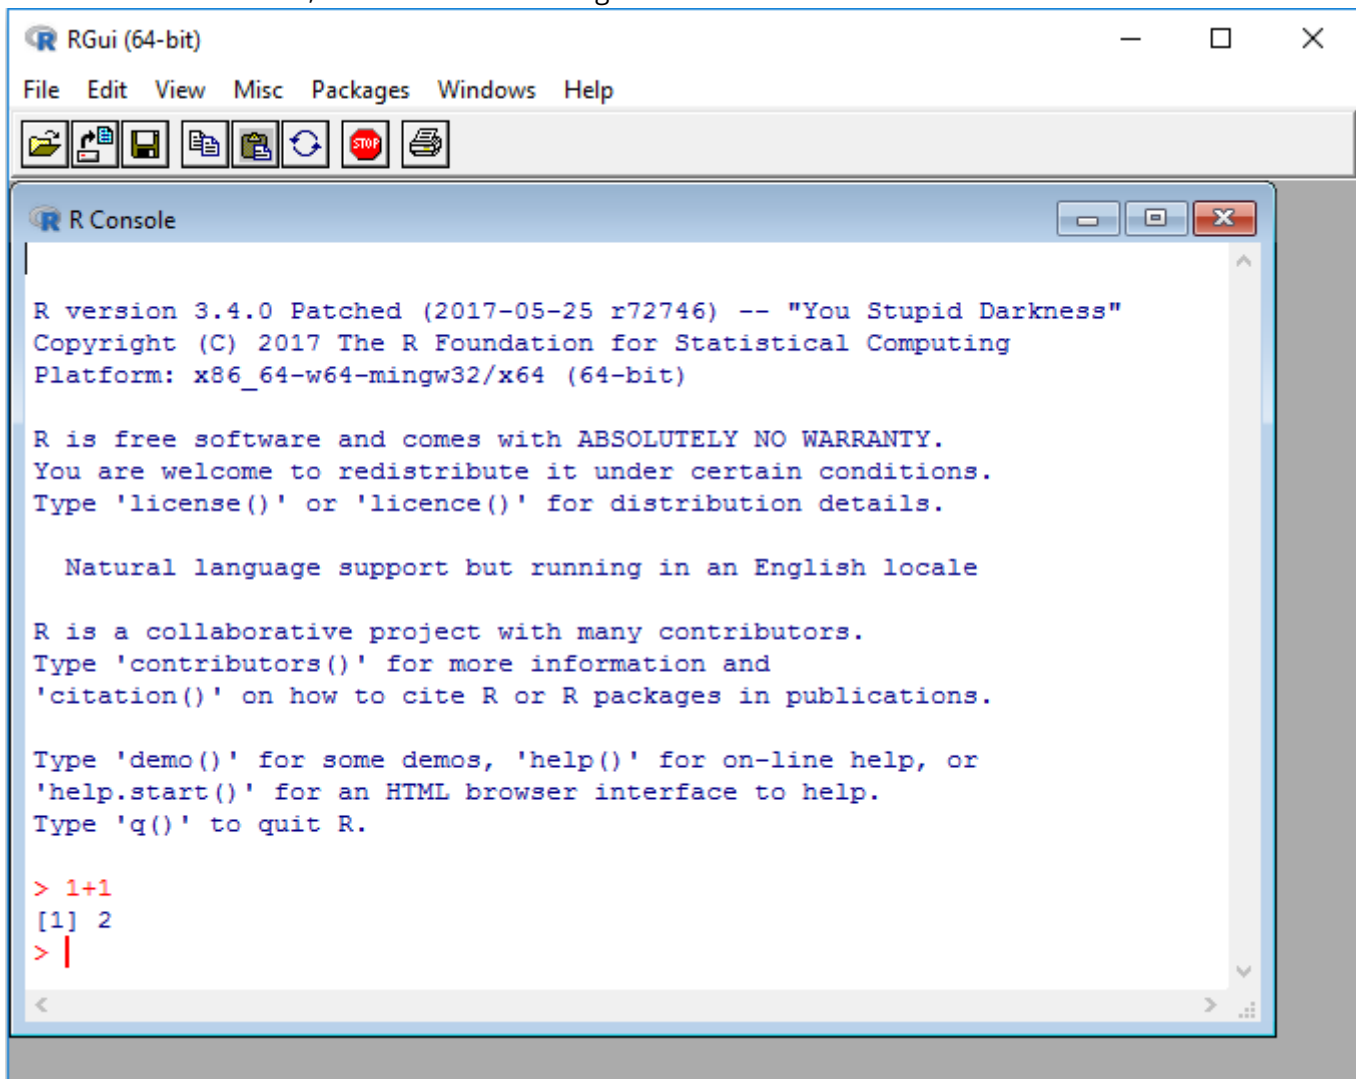 RGui (64-bit)
File Edit View Misc Packages Windows Help
STOP
R Console
R version 3.4.0 Patched (2017-05-25 r72746) -- "You Stupid Darkness"
Copyright (C) 2017 The R Foundation for Statistical Computing
Platform: x86_64-w64-mingw32/x64 (64-bit)
R is free software and comes with ABSOLUTELY NO WARRANTY.
You are welcome to redistribute it under certain conditions.
Type 'license()' or 'licence()' for distribution details.
Natural language support but running in an English locale
R is a collaborative project with many contributors.
Type 'contributors()' for more information and
'citation()' on how to cite R or R packages in publications.
Type 'demo()' for some demos, 'help()' for on-line help, or
'help.start()' for an HTML browser interface to help.
Type 'q()' to quit R.
> 1+1
[1] 2
>